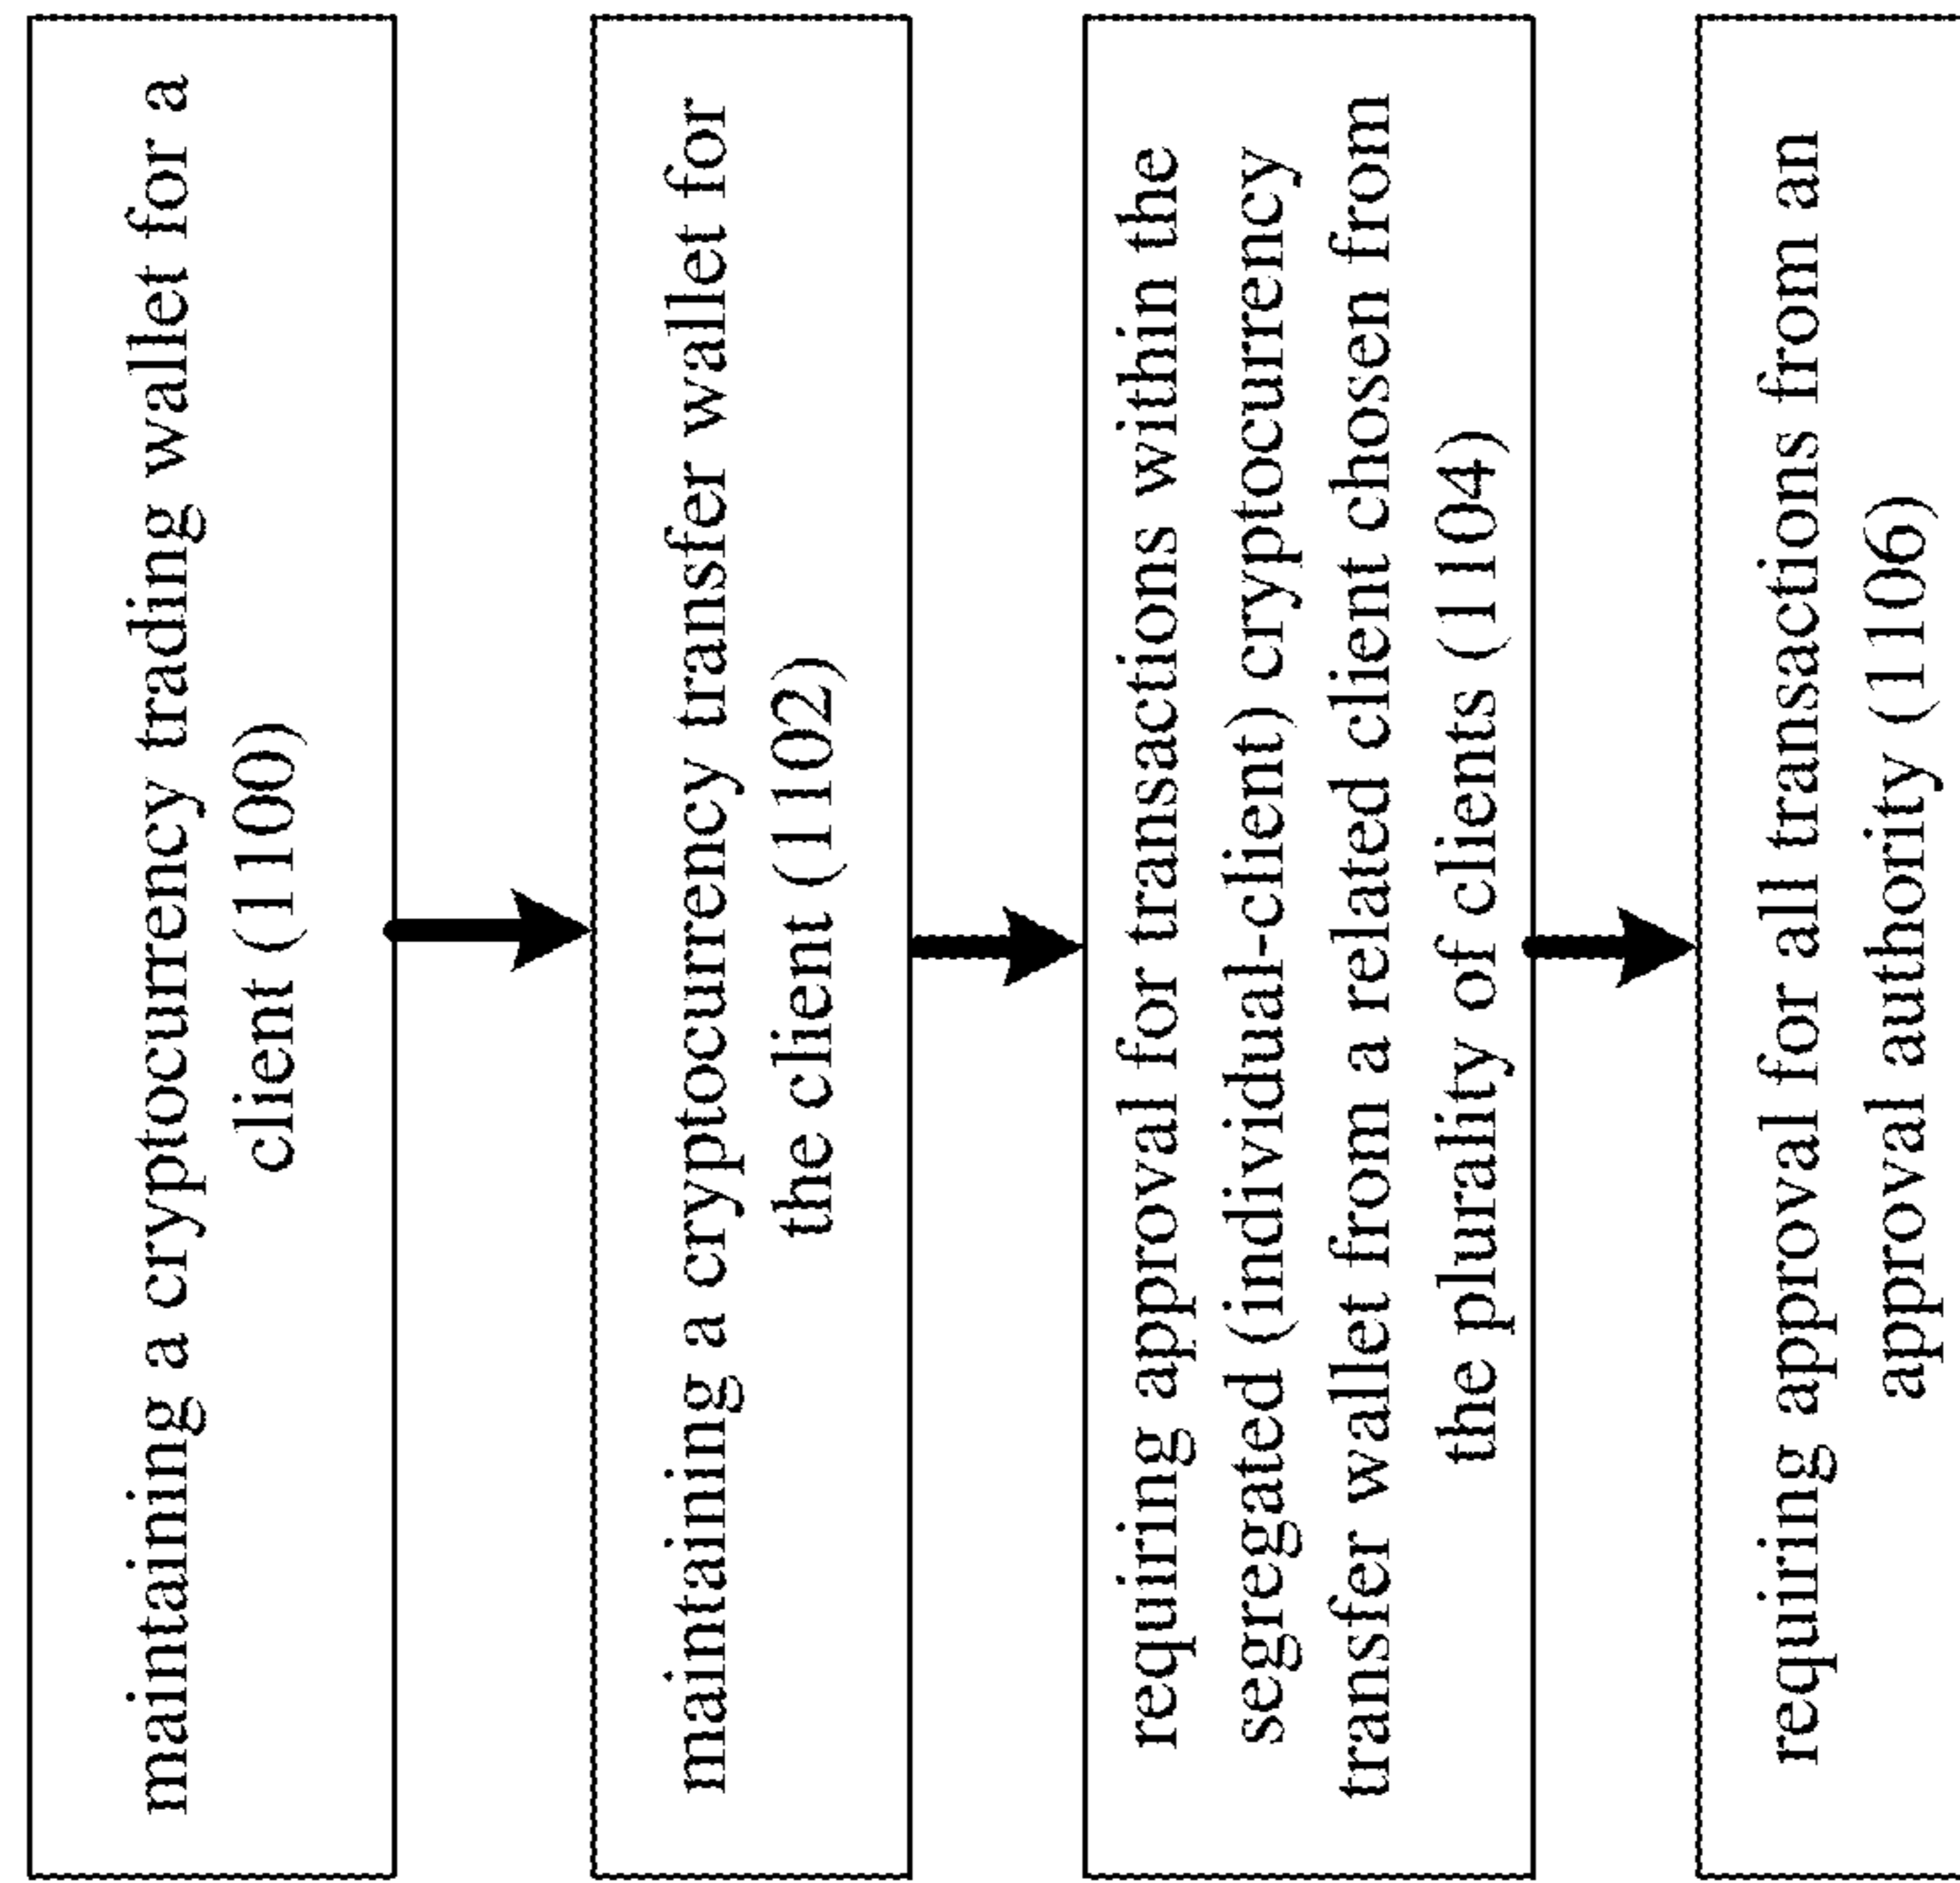 maintaining a cryptocurrency trading wallet for a
client (1100)
maintaining a cryptocurrency transfer wallet for
the client (1102)
requiring approval for transactions within the
segregated (individual-client) cryptocurrency
transfer wallet from a related client chosen from
the plurality of clients (1104)
requiring approval for all transactions from an
approval authority (1106)